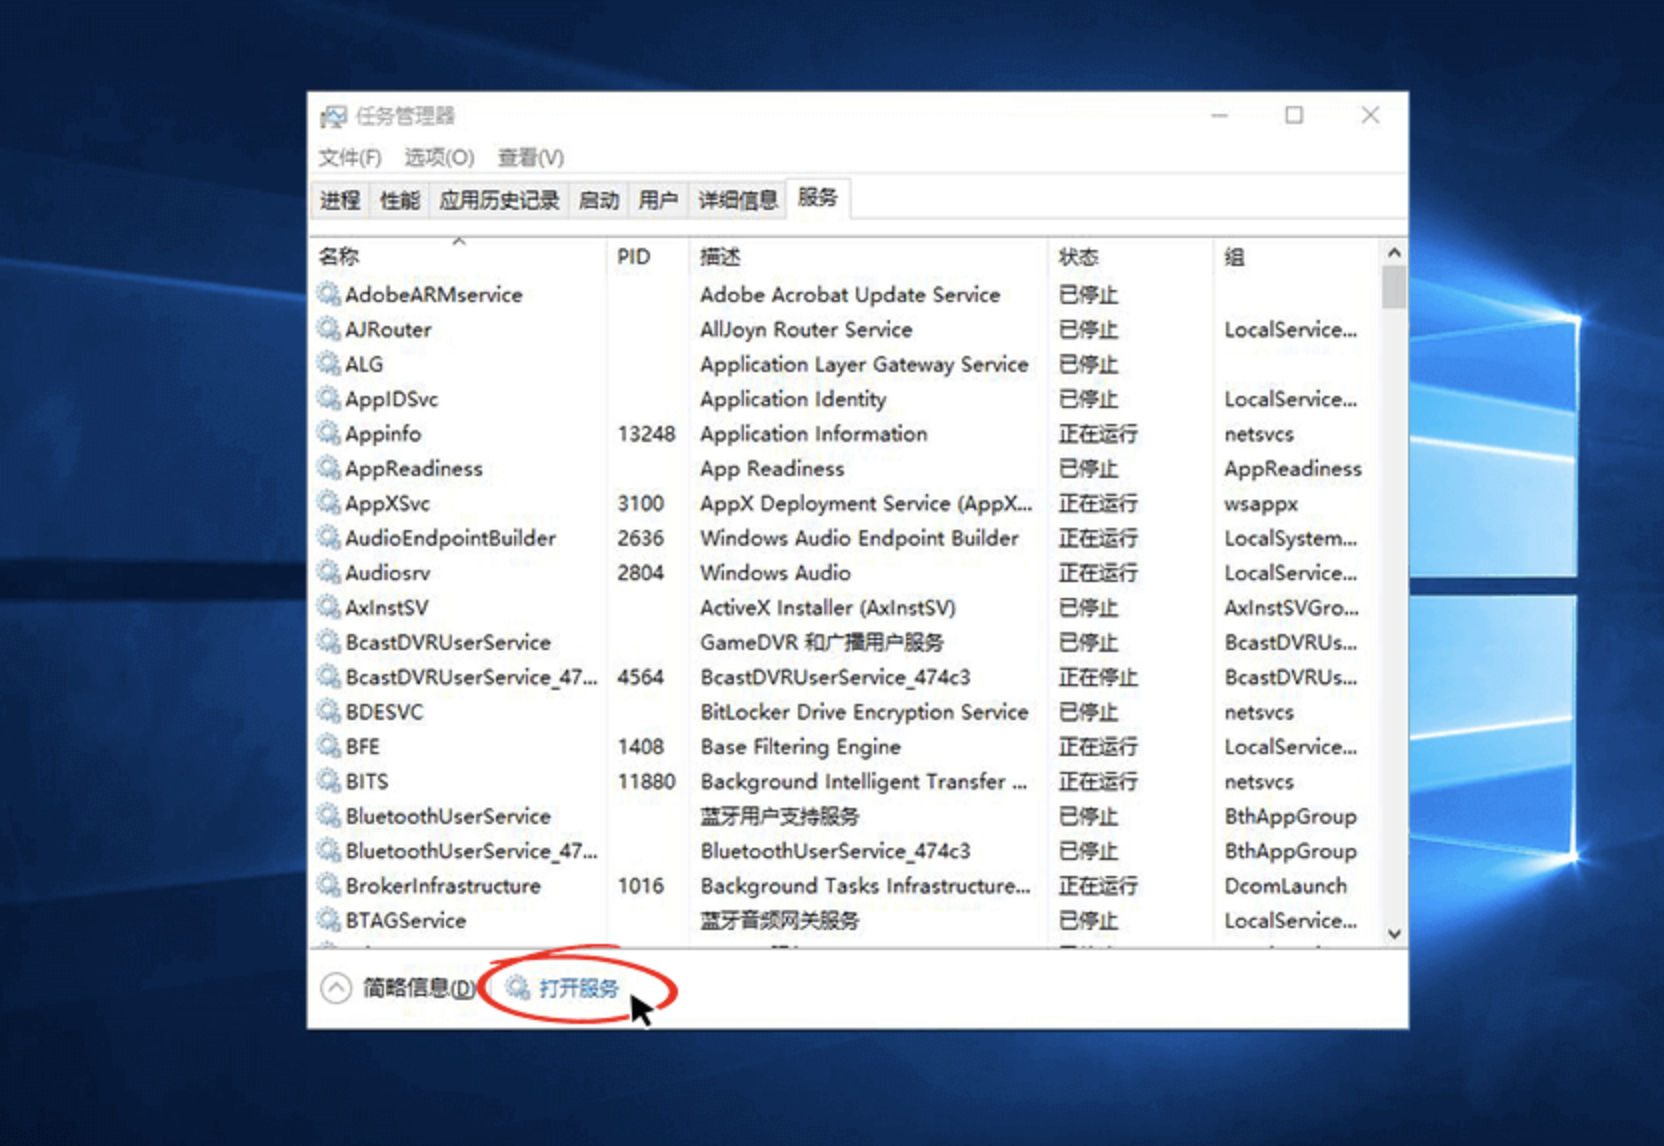 任务管理器
文件(F) 选项(O) 查看(V)
进程 性能 应用历史记录 启动 用户 详细信息 服务
名称 PID 描述 状态 组
AdobeARMservice Adobe Acrobat Update Service 已停止
AJRouter AllJoyn Router Service 已停止 LocalService...
ALG Application Layer Gateway Service 已停止
AppIDSvc Application Identity 已停止 LocalService...
Appinfo 13248 Application Information 正在运行 netsvcs
AppReadiness App Readiness 已停止 AppReadiness
AppXSvc 3100 AppX Deployment Service (AppX... 正在运行 wsappx
AudioEndpointBuilder 2636 Windows Audio Endpoint Builder 正在运行 LocalSystem...
Audiosrv 2804 Windows Audio 正在运行 LocalService...
AxInstSV ActiveX Installer (AxInstSV) 已停止 AxInstSVGro...
BcastDVRUserService GameDVR 和广播用户服务 已停止 BcastDVRUs...
BcastDVRUserService_47... 4564 BcastDVRUserService_474c3 正在停止 BcastDVRUs...
BDESVC BitLocker Drive Encryption Service 已停止 netsvcs
BFE 1408 Base Filtering Engine 正在运行 LocalService...
BITS 11880 Background Intelligent Transfer ... 正在运行 netsvcs
BluetoothUserService 蓝牙用户支持服务 已停止 BthAppGroup
BluetoothUserService_47... BluetoothUserService_474c3 已停止 BthAppGroup
BrokerInfrastructure 1016 Background Tasks Infrastructure... 正在运行 DcomLaunch
BTAGService 蓝牙音频网关服务 已停止 LocalService...
简略信息(D) 打开服务